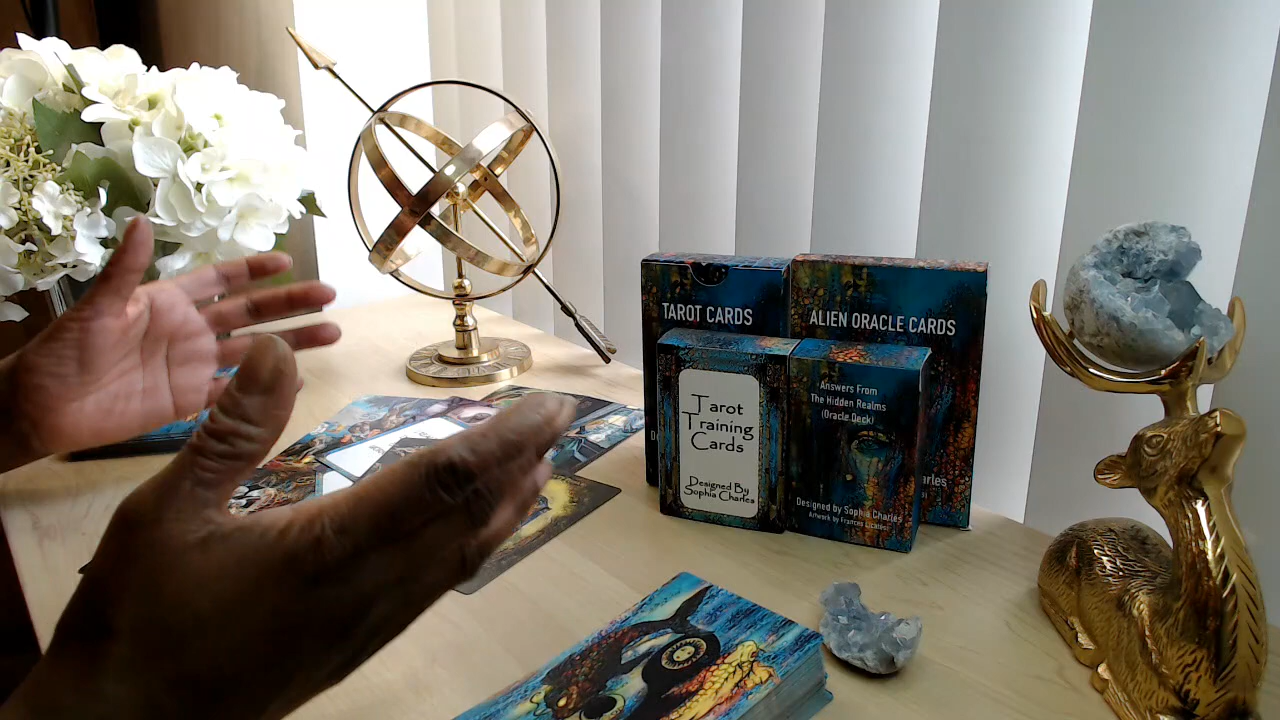 TAROT CARDS
ALIEN ORACLE CARDS
Tarot
Training
Cards
Designed By
Sophia Charles
Answers From
The Hidden Realms
(Oracle Deck)
Designed by Sophia Charles
Artwork by Frances Licatesi